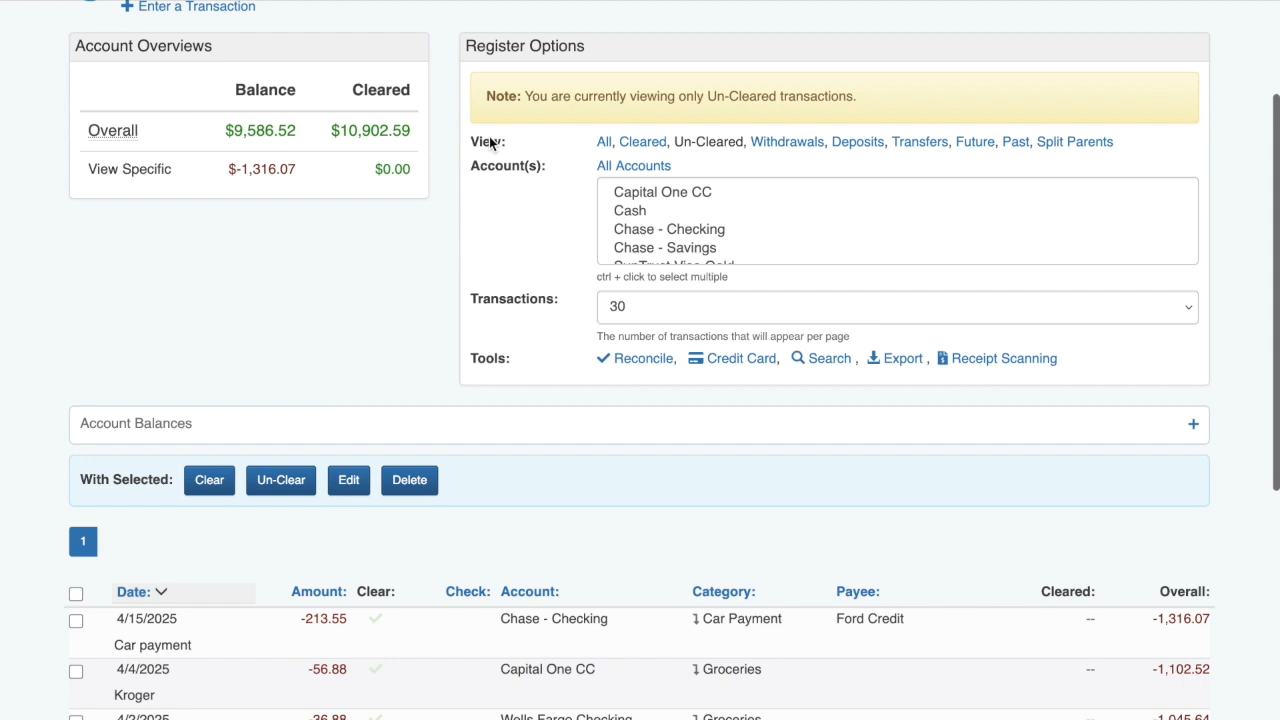 Enter a Transaction
Account Overviews
Balance Cleared
Overall $9,586.52 $10,902.59
View Specific $-1,316.07 $0.00
Register Options
Note: You are currently viewing only Un-Cleared transactions.
View: All, Cleared, Un-Cleared, Withdrawals, Deposits, Transfers, Future, Past, Split Parents
Account(s): All Accounts
Capital One CC
Cash
Chase - Checking
Chase - Savings
ctrl + click to select multiple
Transactions: 30
The number of transactions that will appear per page
Tools: Reconcile, Credit Card, Search , Export , Receipt Scanning
Account Balances +
With Selected: Clear Un-Clear Edit Delete
1
Date: Amount: Clear: Check: Account: Category: Payee: Cleared: Overall:
4/15/2025 -213.55 Chase - Checking Car Payment Ford Credit -- -1,316.07
Car payment
4/4/2025 -56.88 Capital One CC Groceries -- -1,102.52
Kroger
4/2/2025 -36.88 Wells Fargo Checking Groceries -- -1,045.64